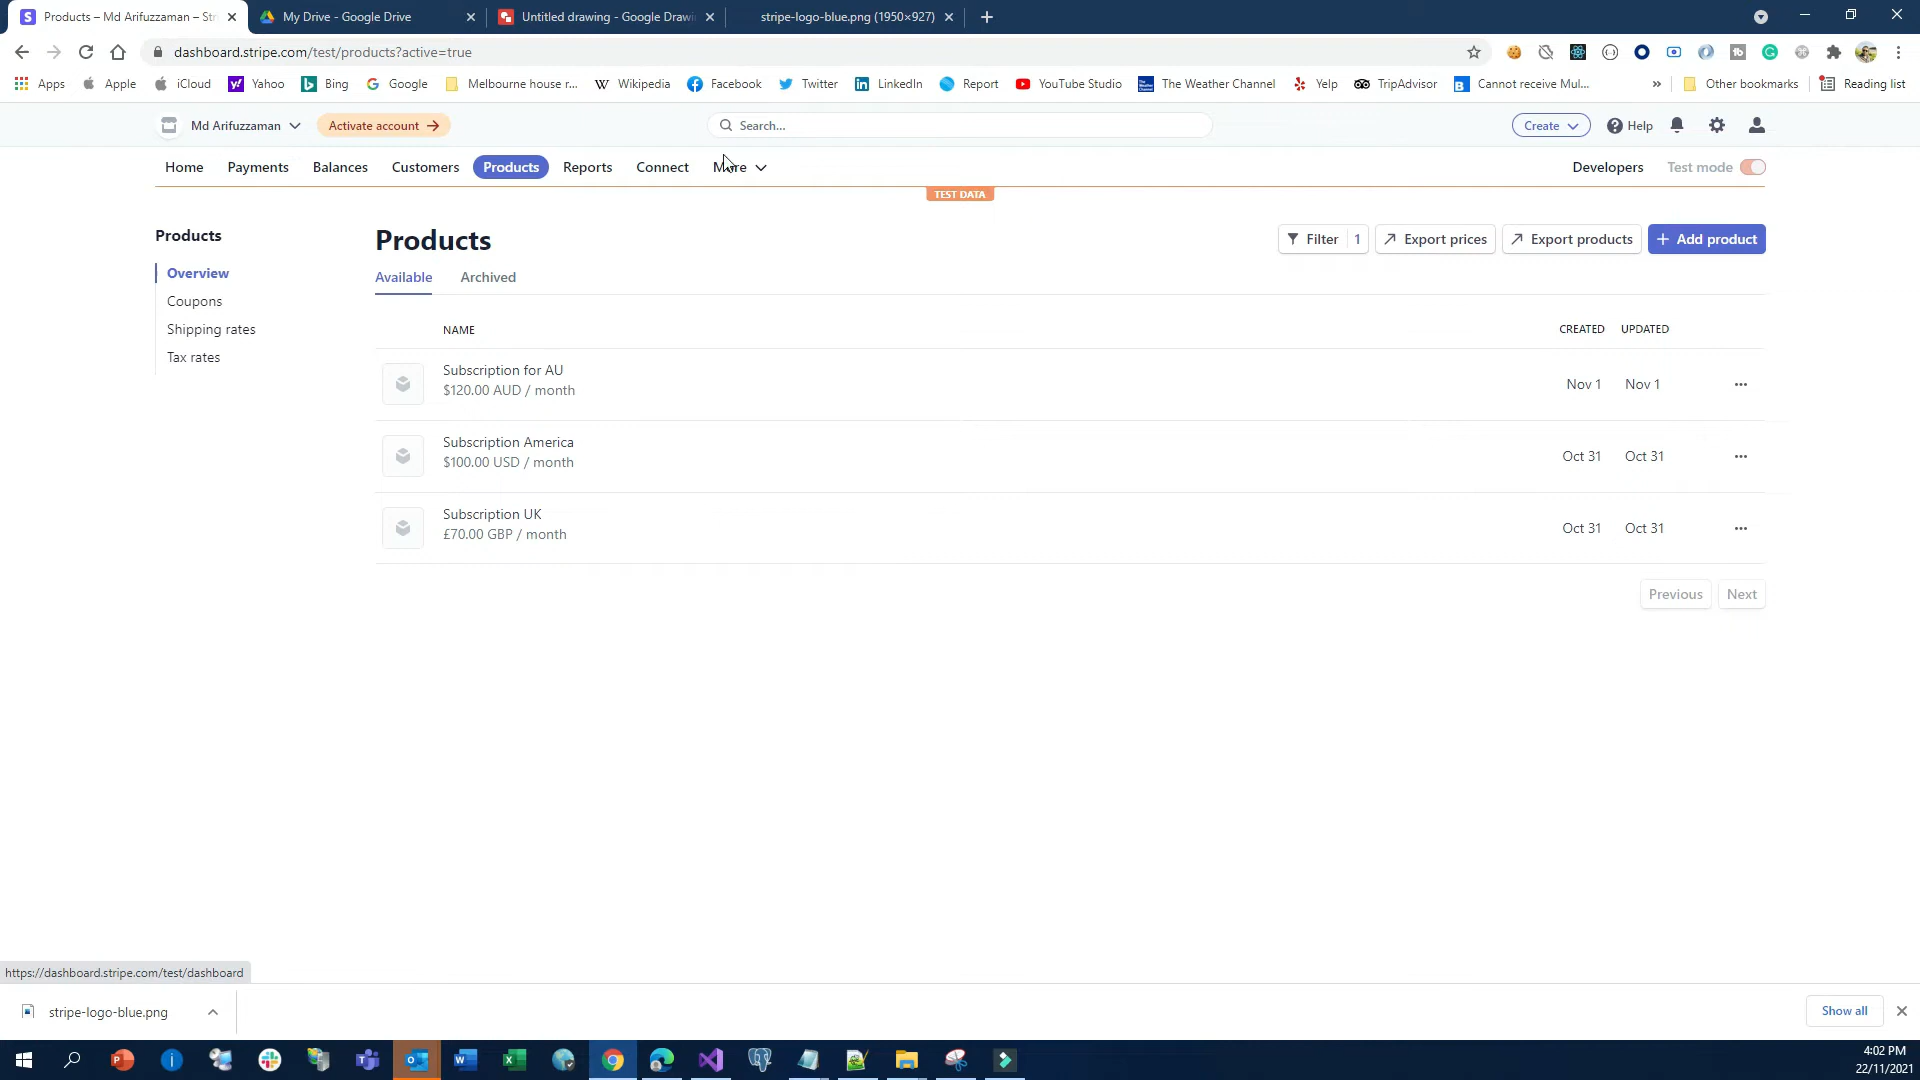 Products – Md Arifuzzaman – Str
My Drive - Google Drive
Untitled drawing - Google Drawi
stripe-logo-blue.png (1950×927)
dashboard.stripe.com/test/products?active=true
Apps
Apple
iCloud
Yahoo
Bing
Google
Melbourne house r...
Wikipedia
Facebook
Twitter
LinkedIn
Report
YouTube Studio
The Weather Channel
Yelp
TripAdvisor
Cannot receive Mul...
»
Other bookmarks
Reading list
Md Arifuzzaman
Activate account →
Search...
Create
Help
Home
Payments
Balances
Customers
Products
Reports
Connect
More
Developers
Test mode
TEST DATA
Products
Overview
Coupons
Shipping rates
Tax rates
Products
Filter 1
Export prices
Export products
+ Add product
Available
Archived
NAME
CREATED
UPDATED
Subscription for AU
$120.00 AUD / month
Nov 1
Nov 1
Subscription America
$100.00 USD / month
Oct 31
Oct 31
Subscription UK
£70.00 GBP / month
Oct 31
Oct 31
Previous
Next
https://dashboard.stripe.com/test/dashboard
stripe-logo-blue.png
Show all
4:02 PM
22/11/2021